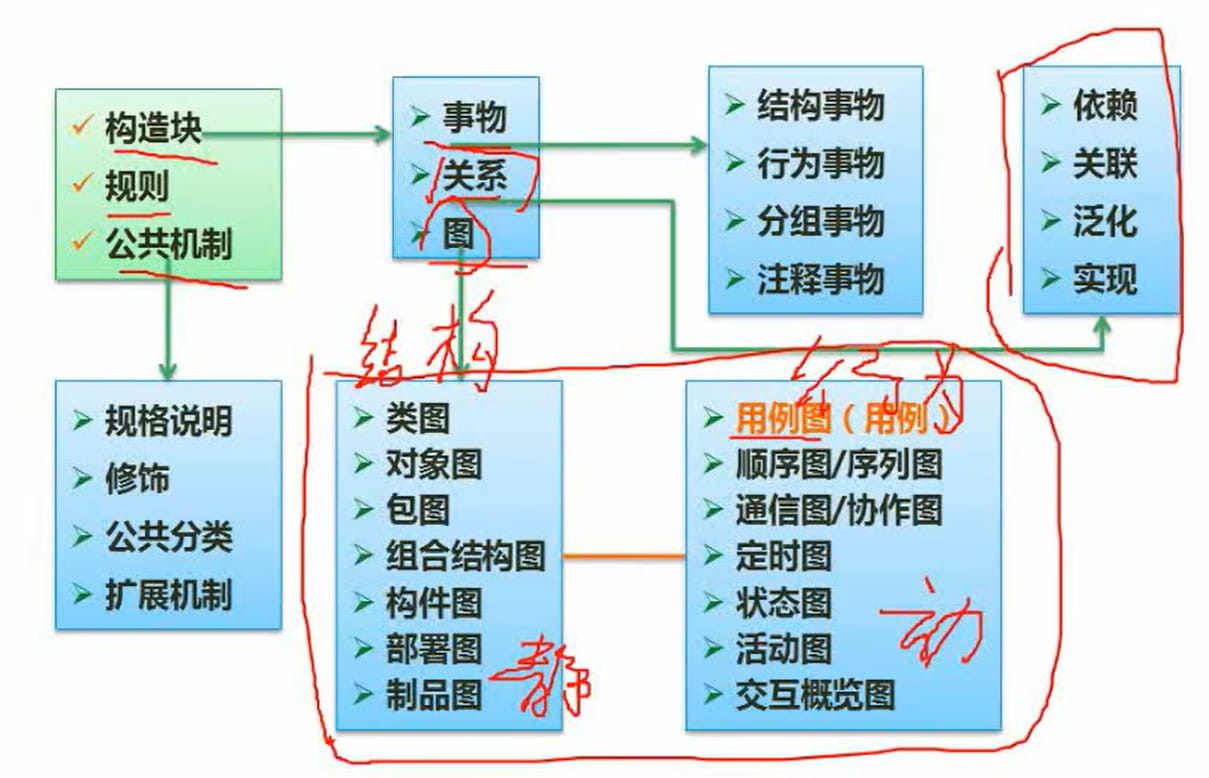 构造块
规则
公共机制
事物
关系
图
结构事物
行为事物
分组事物
注释事物
依赖
关联
泛化
实现
规格说明
修饰
公共分类
扩展机制
结构
类图
对象图
包图
组合结构图
构件图
部署图
制品图
静
行为
用例图（用例）
顺序图/序列图
通信图/协作图
定时图
状态图
活动图
交互概览图
动